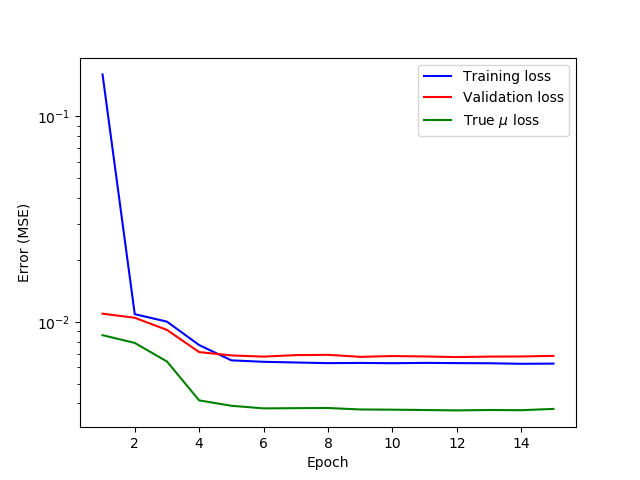 Training loss
Validation loss
True μ loss
10⁻¹
10⁻²
Error (MSE)
2 4 6 8 10 12 14
Epoch